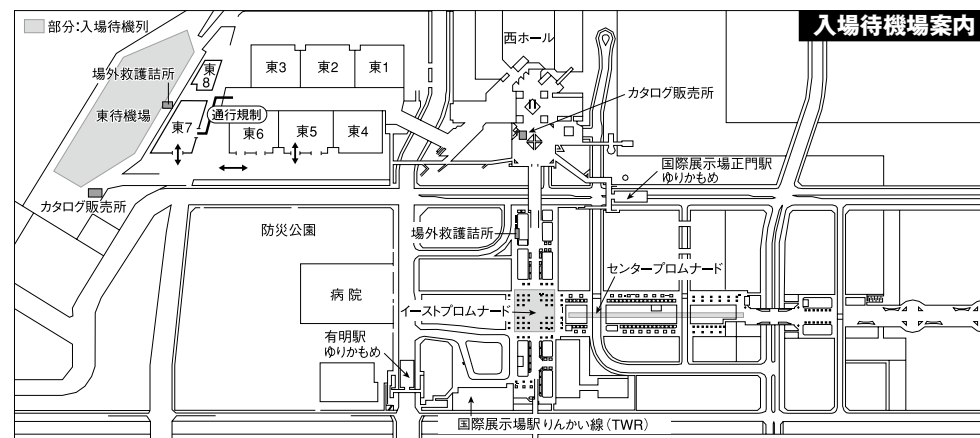 入場待機場案内
部分：入場待機列
西ホール
場外救護詰所
東8
東3
東2
東1
カタログ販売所
東待機場
東7
通行規制
東6
東5
東4
国際展示場正門駅
ゆりかもめ
カタログ販売所
防災公園
場外救護詰所
センタープロムナード
病院
イーストプロムナード
有明駅
ゆりかもめ
国際展示場駅りんかい線（TWR）